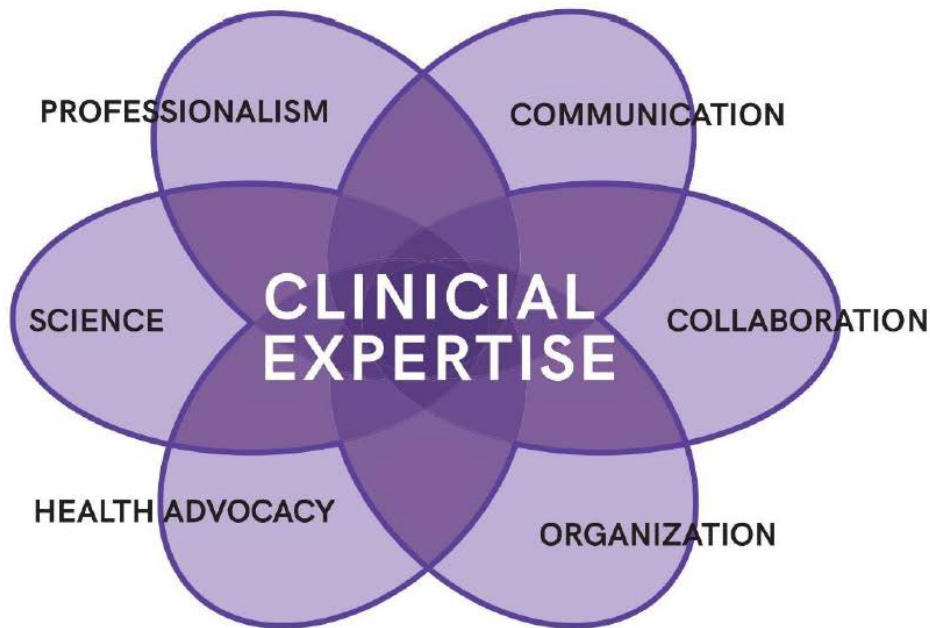 PROFESSIONALISM
COMMUNICATION
CLINICIAL
EXPERTISE
SCIENCE
COLLABORATION
HEALTH ADVOCACY
ORGANIZATION